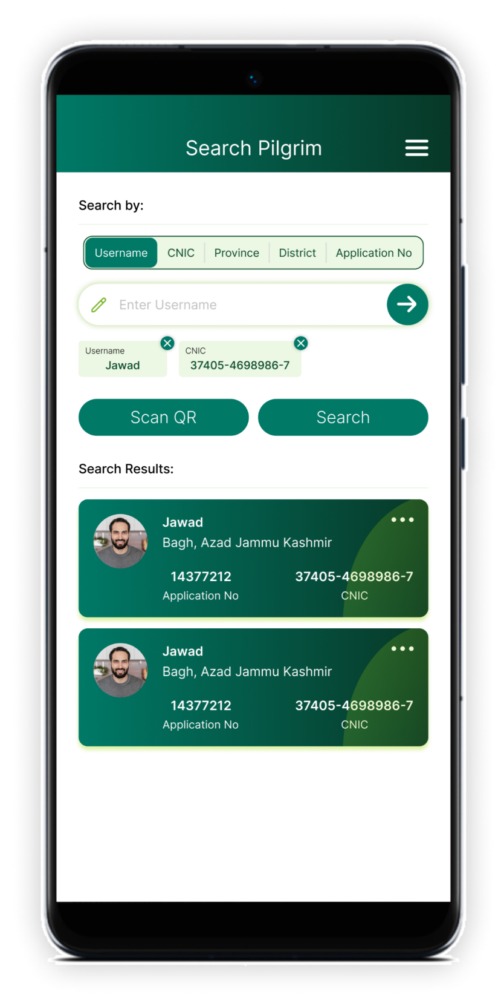 Search Pilgrim
Search by:
Username CNIC Province District Application No
Enter Username
Username CNIC
Jawad 37405-4698986-7
Scan QR Search
Search Results:
Jawad
Bagh, Azad Jammu Kashmir
14377212 37405-4698986-7
Application No CNIC
Jawad
Bagh, Azad Jammu Kashmir
14377212 37405-4698986-7
Application No CNIC